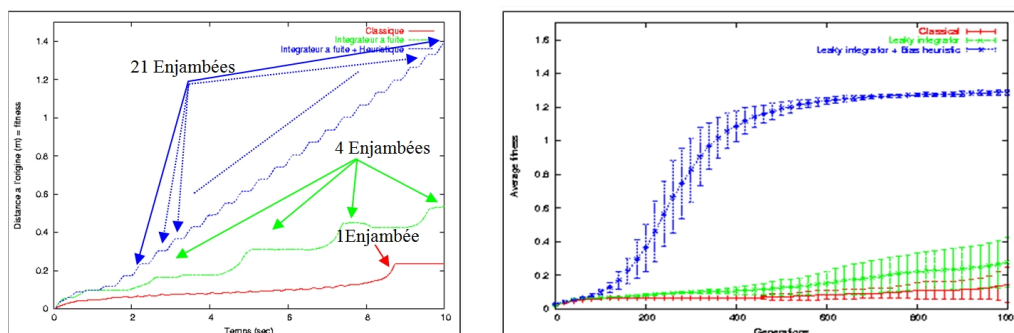 Classique
Intégrateur à fuite
Intégrateur à fuite + Heuristique
21 Enjambées
4 Enjambées
1Enjambée
Distance à l'origine (m) = fitness
1.4
1.2
1
0.8
0.6
0.4
0.2
0
0 2 4 6 8 10
Temps (sec)
Classical
Leaky integrator
Leaky integrator + Bias heuristic
Average fitness
1.6
1.4
1.2
1
0.8
0.6
0.4
0.2
0
0 200 400 600 800 1000
Generations